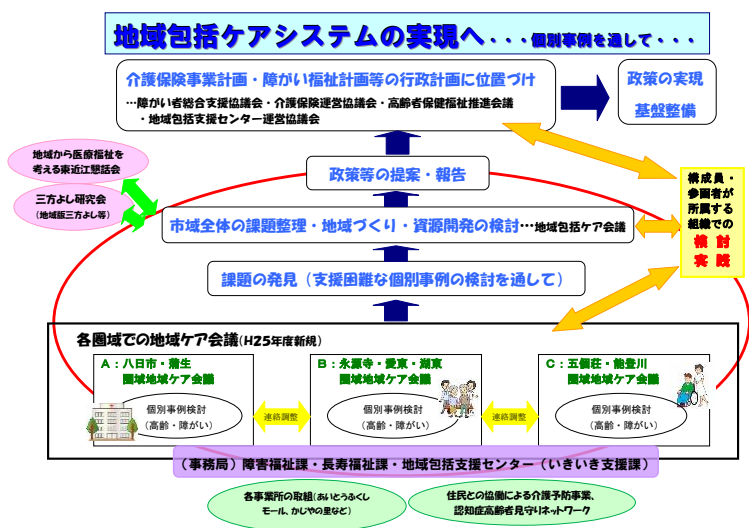 地域包括ケアシステムの実現へ・・・個別事例を通して・・・
介護保険事業計画・障がい福祉計画等の行政計画に位置づけ
…障がい者総合支援協議会・介護保険運営協議会・高齢者保健福祉推進会議
・地域包括支援センター運営協議会
政策の実現
基盤整備
地域から医療福祉を
考える東近江懇話会
三方よし研究会
(地域版三方よし等)
政策等の提案・報告
構成員・
参画者が
所属する
組織での
検 討
実 践
市域全体の課題整理・地域づくり・資源開発の検討…地域包括ケア会議
課題の発見(支援困難な個別事例の検討を通して)
各圏域での地域ケア会議(H25年度新規)
A:八日市・蒲生
圏域地域ケア会議
個別事例検討
(高齢・障がい)
連絡調整
B:永源寺・愛東・湖東
圏域地域ケア会議
個別事例検討
(高齢・障がい)
連絡調整
C:五個荘・能登川
圏域地域ケア会議
個別事例検討
(高齢・障がい)
(事務局)障害福祉課・長寿福祉課・地域包括支援センター(いきいき支援課)
各事業所の取組(あいとうふくし
モール、かじやの里など)
住民との協働による介護予防事業、
認知症高齢者見守りネットワーク